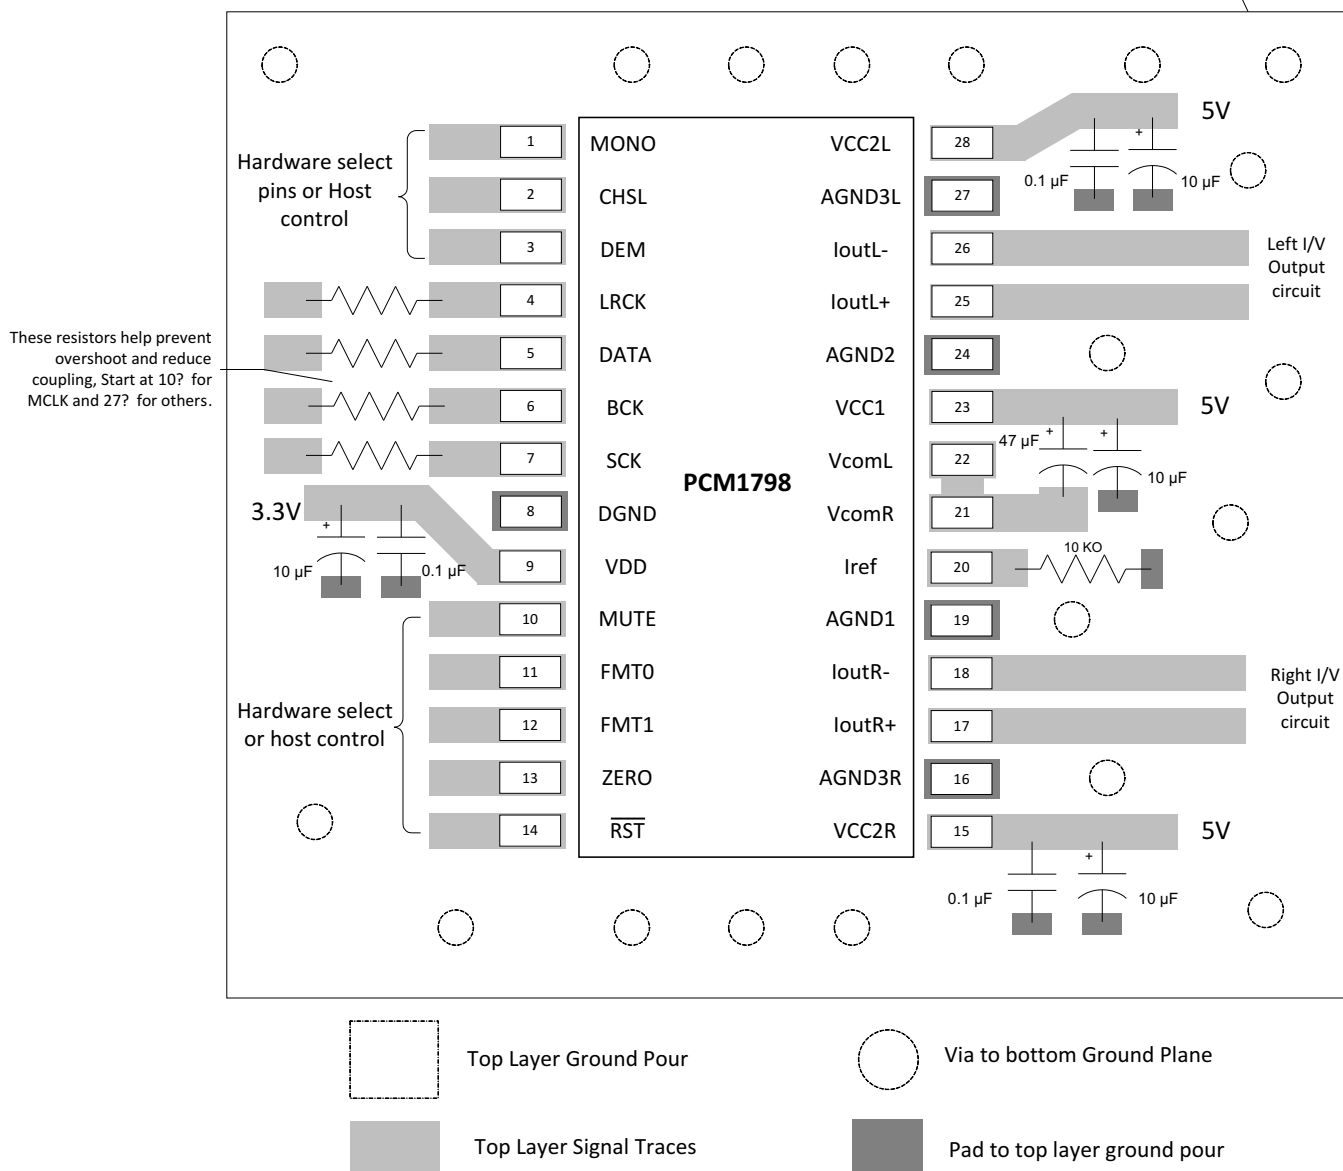 5V
1
MONO
VCC2L
28
Hardware select
pins or Host
control
0.1 µF
+
10 µF
2
CHSL
AGND3L
27
3
DEM
IoutL-
26
Left I/V
Output
circuit
4
LRCK
IoutL+
25
These resistors help prevent
overshoot and reduce
coupling, Start at 10? for
MCLK and 27? for others.
5
DATA
AGND2
24
6
BCK
VCC1
23
5V
7
SCK
VcomL
22
47 µF
+
+
10 µF
PCM1798
3.3V
8
DGND
VcomR
21
+
10 µF
0.1 µF
9
VDD
Iref
20
10 KO
10
MUTE
AGND1
19
11
FMT0
IoutR-
18
Right I/V
Output
circuit
Hardware select
or host control
12
FMT1
IoutR+
17
13
ZERO
AGND3R
16
14
RST
VCC2R
15
5V
0.1 µF
+
10 µF
Top Layer Ground Pour
Via to bottom Ground Plane
Top Layer Signal Traces
Pad to top layer ground pour